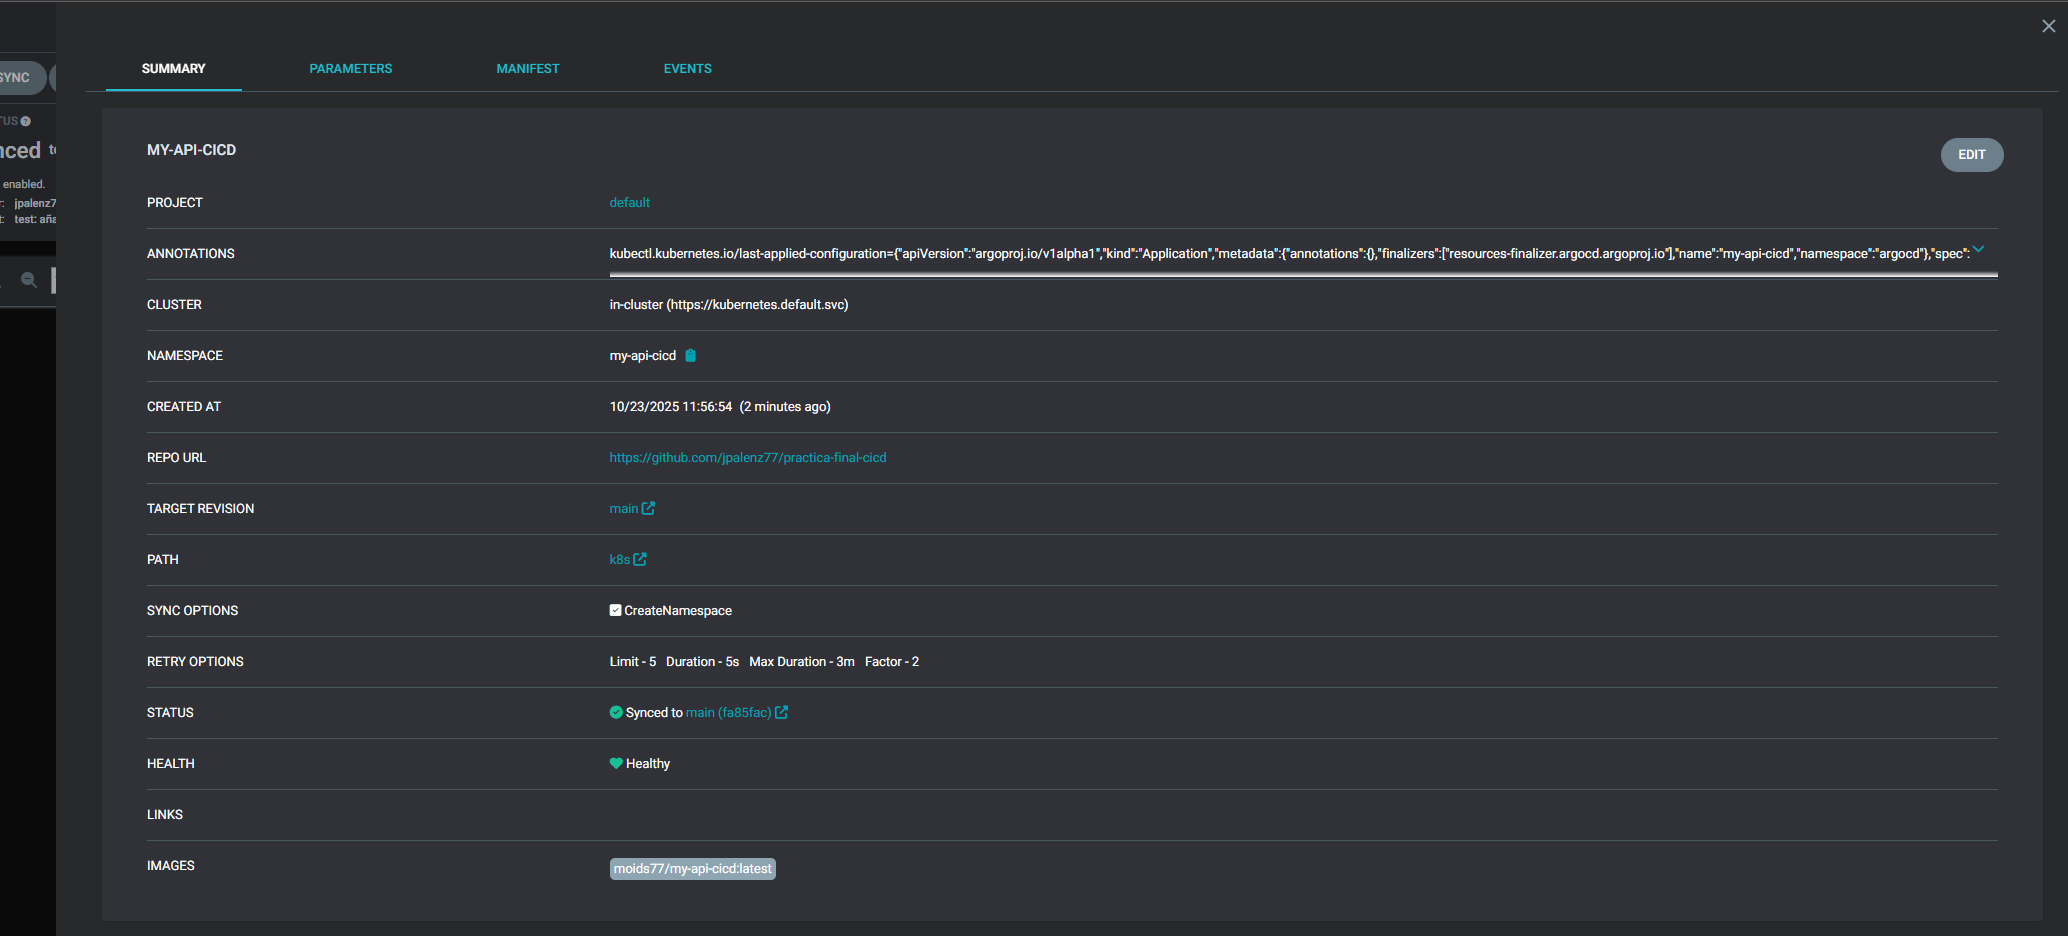 SUMMARY
PARAMETERS
MANIFEST
EVENTS
SYNC
TUS
nced
enabled.
jpalenz7
test: aña
MY-API-CICD
EDIT
PROJECT
default
ANNOTATIONS
kubectl.kubernetes.io/last-applied-configuration={"apiVersion":"argoproj.io/v1alpha1","kind":"Application","metadata":{"annotations":{},"finalizers":["resources-finalizer.argocd.argoproj.io"],"name":"my-api-cicd","namespace":"argocd"},"spec":
CLUSTER
in-cluster (https://kubernetes.default.svc)
NAMESPACE
my-api-cicd
CREATED AT
10/23/2025 11:56:54 (2 minutes ago)
REPO URL
https://github.com/jpalenz77/practica-final-cicd
TARGET REVISION
main
PATH
k8s
SYNC OPTIONS
CreateNamespace
RETRY OPTIONS
Limit - 5 Duration - 5s Max Duration - 3m Factor - 2
STATUS
Synced to main (fa85fac)
HEALTH
Healthy
LINKS
IMAGES
moids77/my-api-cicd:latest